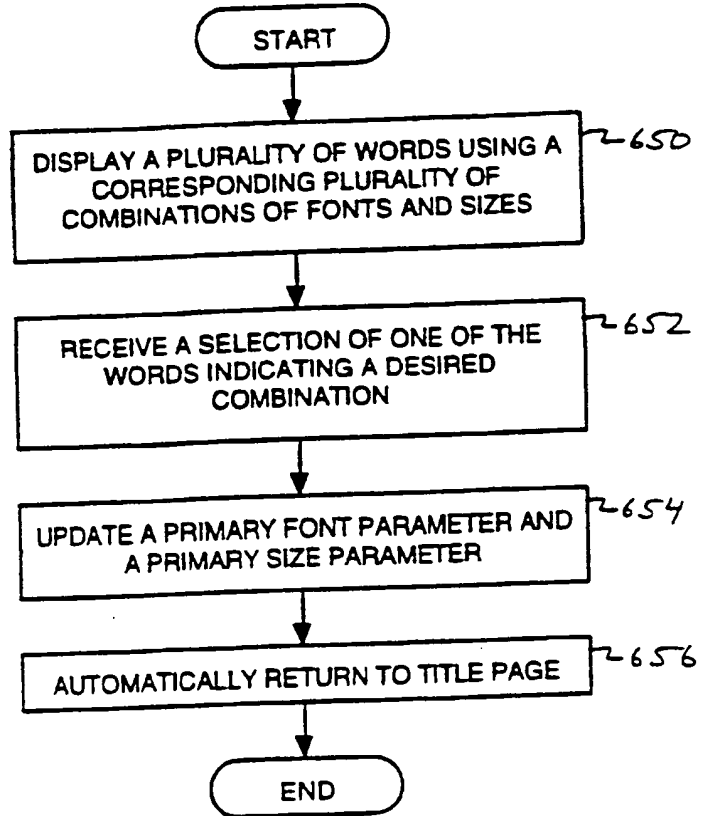 START
DISPLAY A PLURALITY OF WORDS USING A
CORRESPONDING PLURALITY OF
COMBINATIONS OF FONTS AND SIZES
650
RECEIVE A SELECTION OF ONE OF THE
WORDS INDICATING A DESIRED
COMBINATION
652
UPDATE A PRIMARY FONT PARAMETER AND
A PRIMARY SIZE PARAMETER
654
AUTOMATICALLY RETURN TO TITLE PAGE
656
END